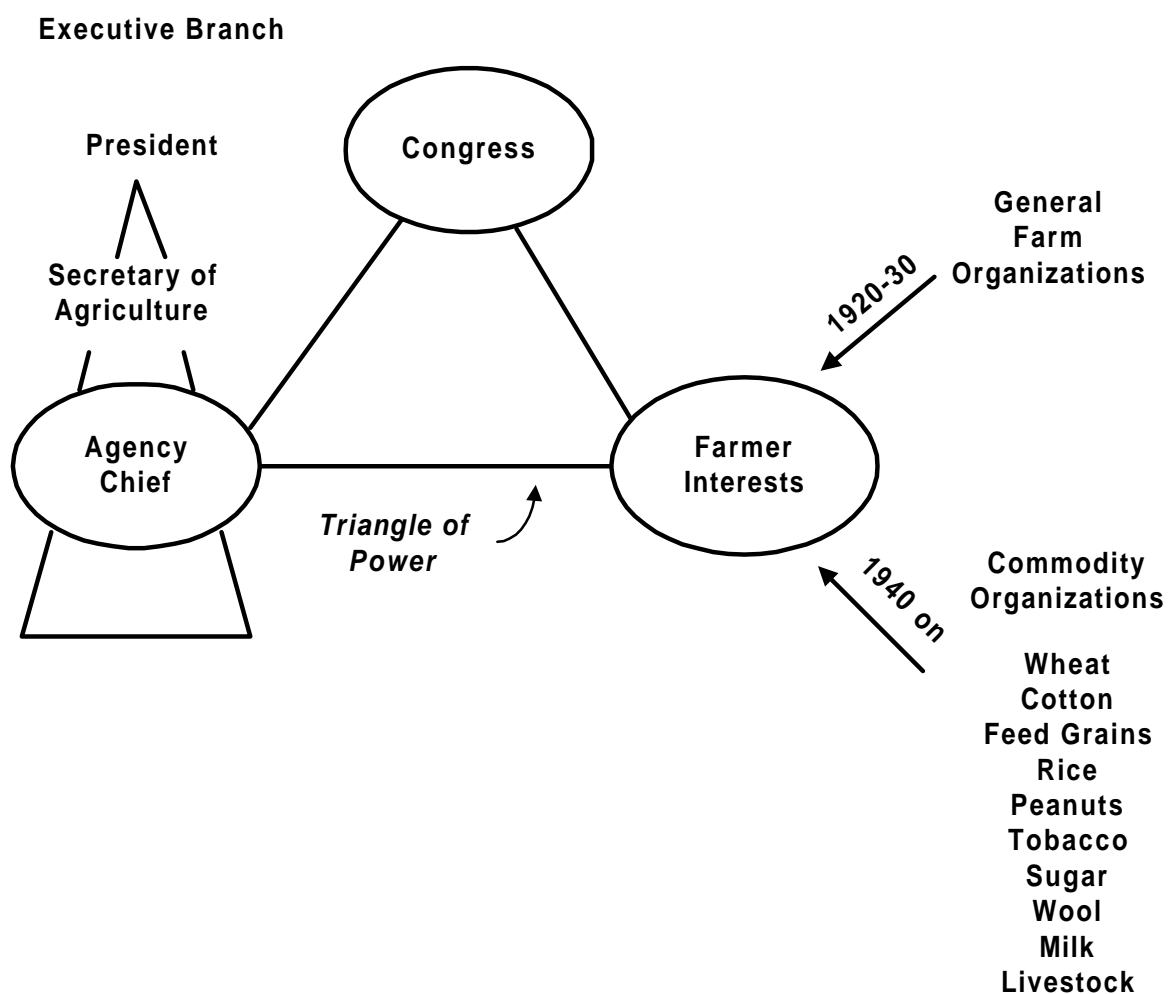 Executive Branch
President
Congress
Secretary of
Agriculture
General
Farm
Organizations
1920-30
Agency
Chief
Farmer
Interests
Triangle of
Power
1940 on
Commodity
Organizations
Wheat
Cotton
Feed Grains
Rice
Peanuts
Tobacco
Sugar
Wool
Milk
Livestock